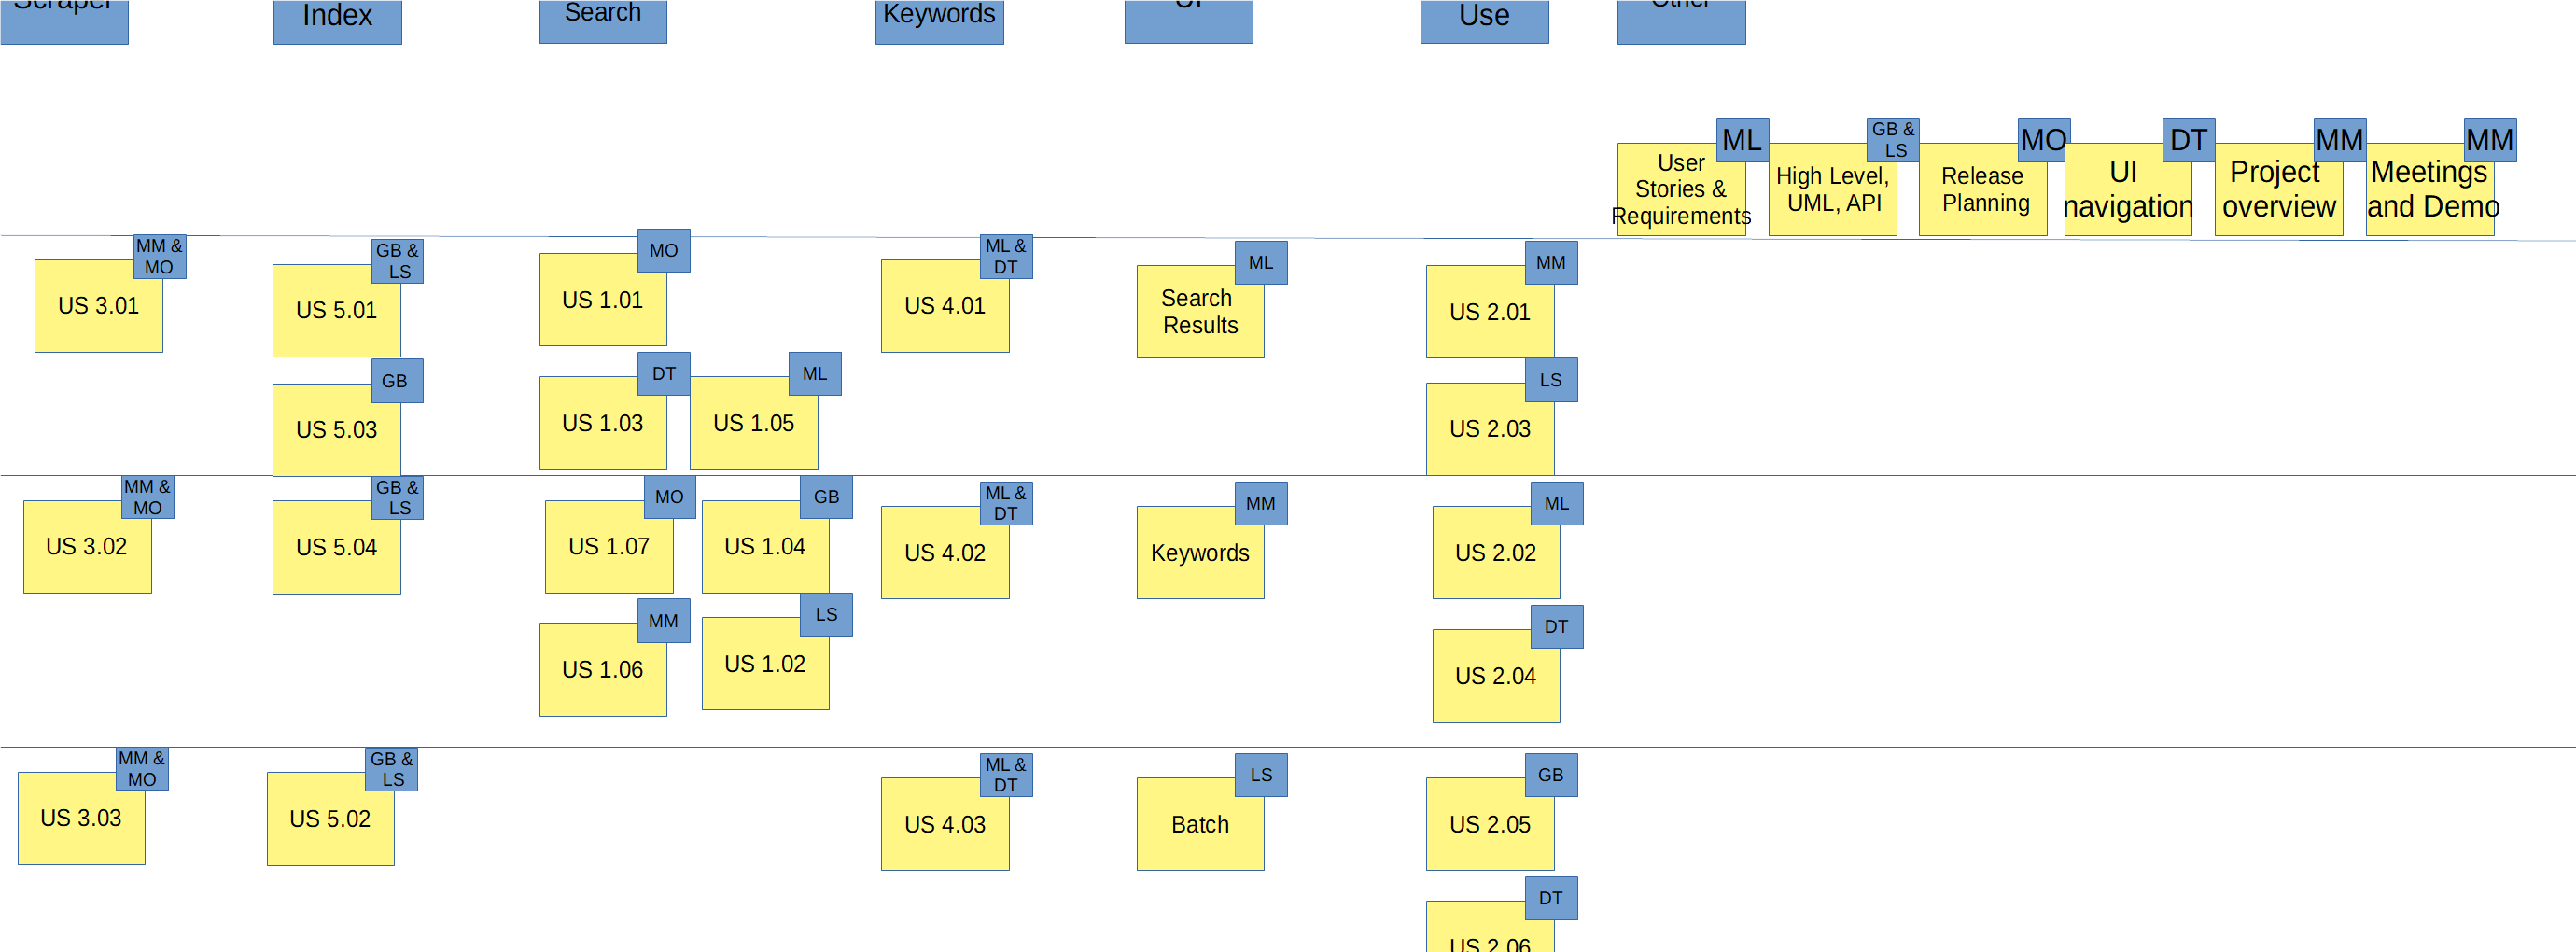 Scraper
Index
Search
Keywords
UI
Use
Other
ML
User
Stories &
Requirements
GB &
LS
High Level,
UML, API
MO
Release
Planning
DT
UI
navigation
MM
Project
overview
MM
Meetings
and Demo
MM &
MO
US 3.01
GB &
LS
US 5.01
MO
US 1.01
ML &
DT
US 4.01
ML
Search
Results
MM
US 2.01
GB
US 5.03
DT
US 1.03
ML
US 1.05
LS
US 2.03
MM &
MO
US 3.02
GB &
LS
US 5.04
MO
US 1.07
GB
US 1.04
ML &
DT
US 4.02
MM
Keywords
ML
US 2.02
MM
US 1.06
LS
US 1.02
DT
US 2.04
MM &
MO
US 3.03
GB &
LS
US 5.02
ML &
DT
US 4.03
LS
Batch
GB
US 2.05
DT
US 2.06